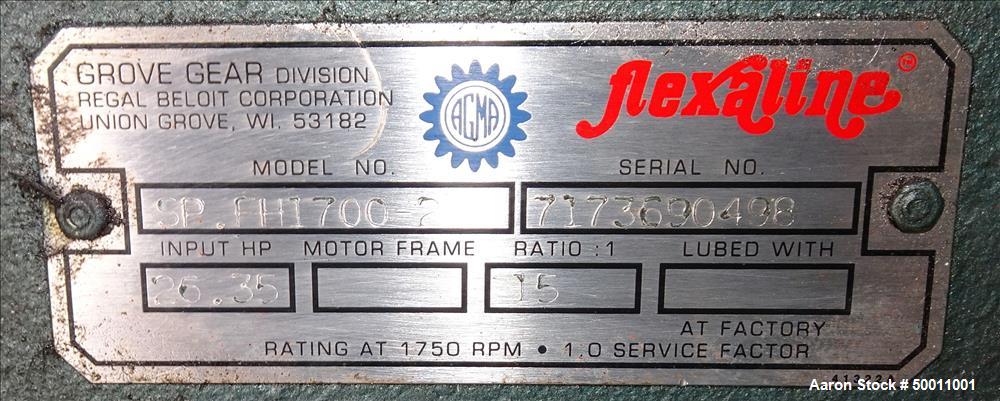 GROVE GEAR DIVISION
REGAL BELOIT CORPORATION
UNION GROVE, WI. 53182
AGMA
flexaline™
MODEL NO.
SERIAL NO.
SP.FH1700-2
7173690498
INPUT HP
MOTOR FRAME
RATIO :1
LUBED WITH
26.35
15
AT FACTORY
RATING AT 1750 RPM • 1.0 SERVICE FACTOR
Aaron Stock # 50011001